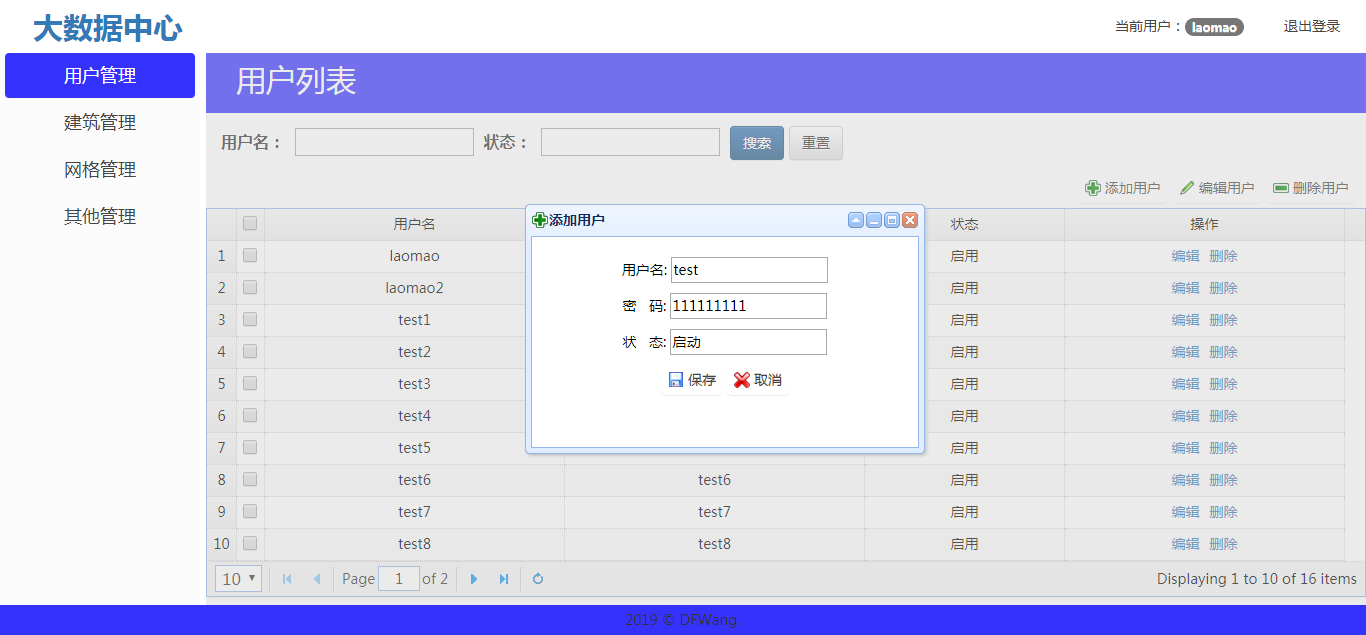 大数据中心
当前用户： laomao 退出登录
用户管理
建筑管理
网格管理
其他管理
用户列表
用户名： 状态： 搜索 重置
添加用户 编辑用户 删除用户
用户名 状态 操作
1 laomao 启用 编辑 删除
2 laomao2 启用 编辑 删除
3 test1 启用 编辑 删除
4 test2 启用 编辑 删除
5 test3 启用 编辑 删除
6 test4 启用 编辑 删除
7 test5 启用 编辑 删除
8 test6 test6 启用 编辑 删除
9 test7 test7 启用 编辑 删除
10 test8 test8 启用 编辑 删除
添加用户
用户名: test
密 码: 111111111
状 态: 启动
保存 取消
10 Page 1 of 2 Displaying 1 to 10 of 16 items
2019 © DFWang.